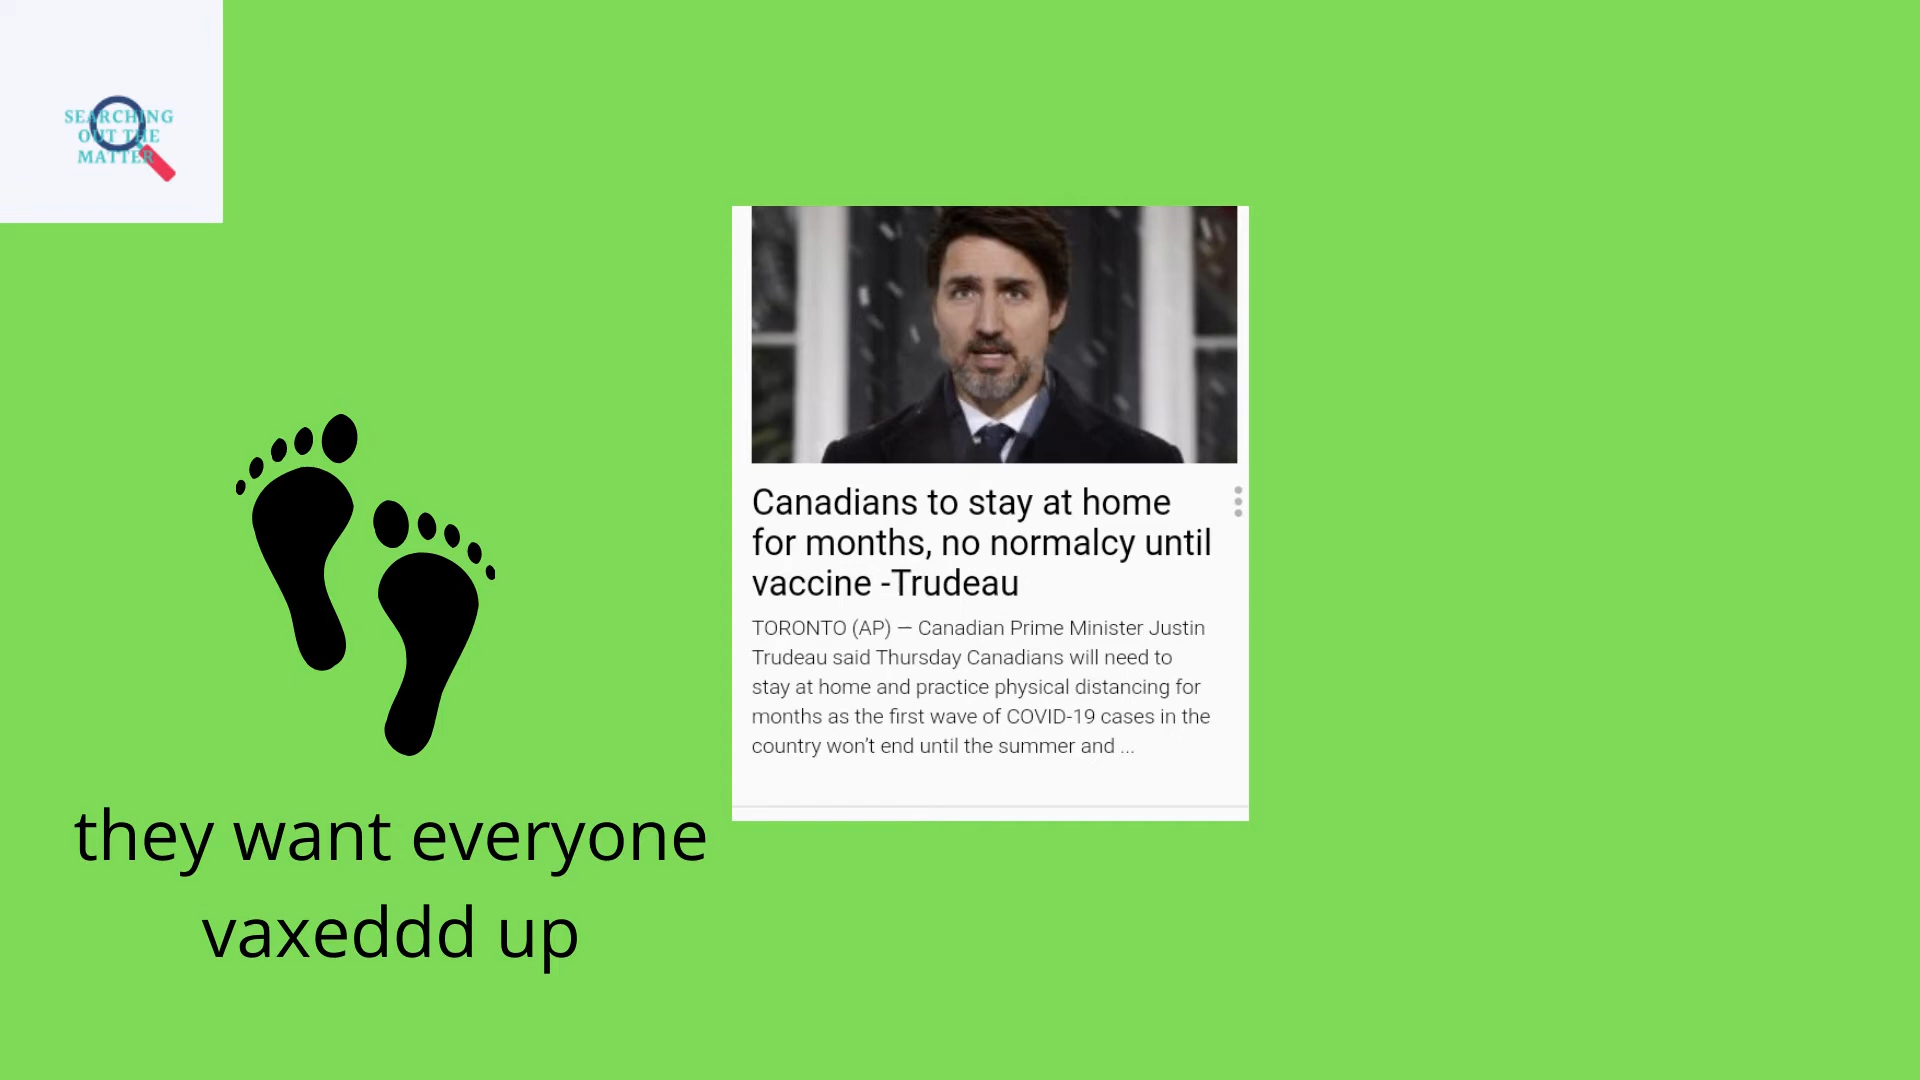 SEARCHING
OUT THE
MATTER
Canadians to stay at home
for months, no normalcy until
vaccine -Trudeau
TORONTO (AP) — Canadian Prime Minister Justin
Trudeau said Thursday Canadians will need to
stay at home and practice physical distancing for
months as the first wave of COVID-19 cases in the
country won’t end until the summer and ...
they want everyone
vaxeddd up